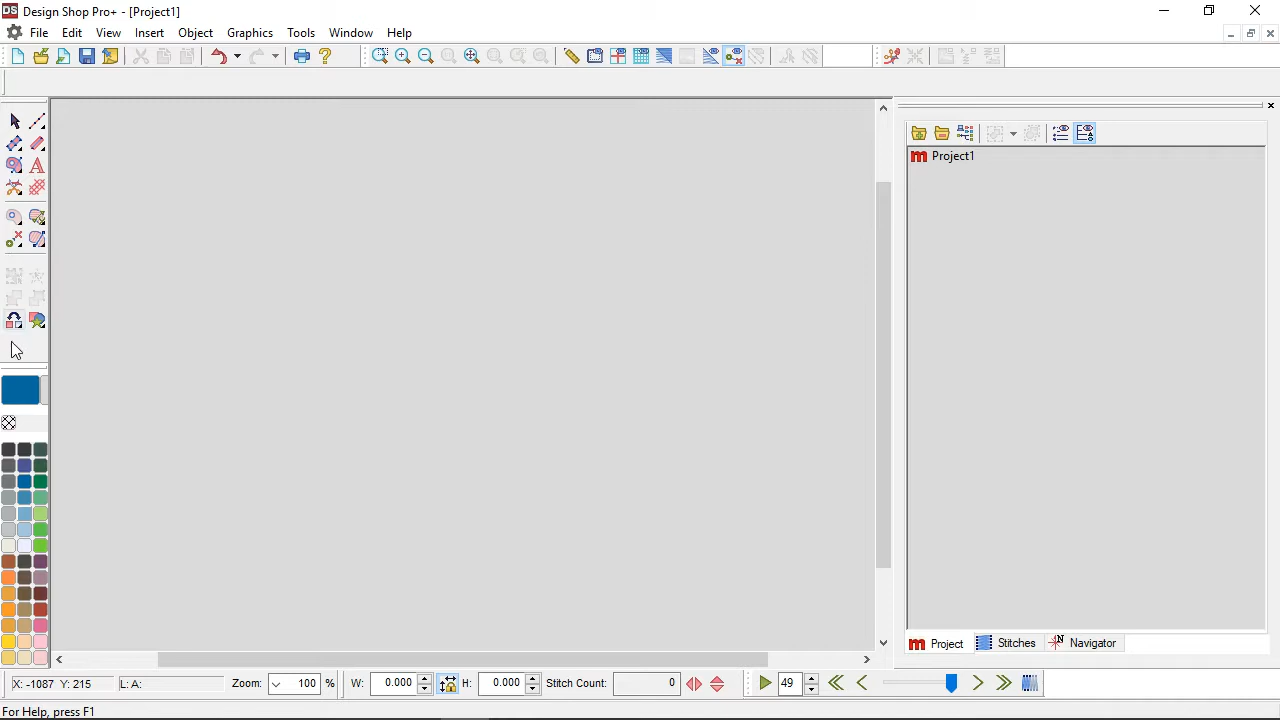 DS Design Shop Pro+ - [Project1]
File Edit View Insert Object Graphics Tools Window Help
m Project1
m Project Stitches N Navigator
X: -1087 Y: 215 L: A: Zoom: 100 % W: 0.000 H: 0.000 Stitch Count: 0 49
For Help, press F1